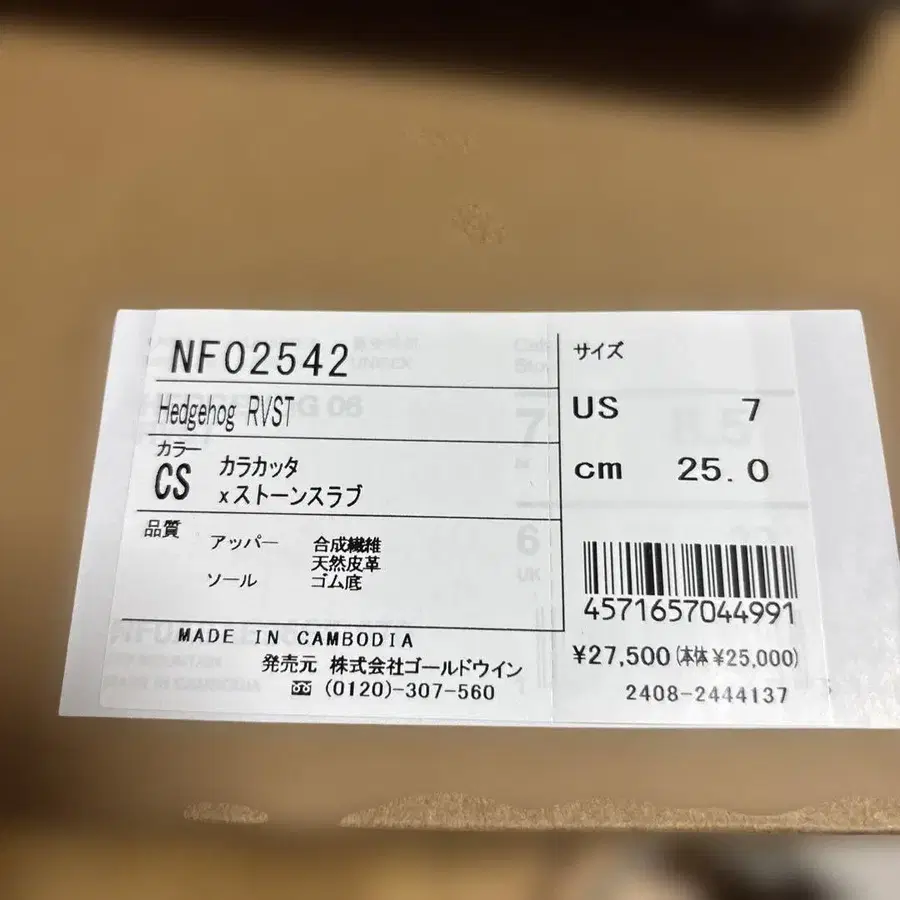 NF02542
Hedgehog RVST
カラー
CS
カラカッタ
xストーンスラブ
品質
アッパー 合成繊維
天然皮革
ソール ゴム底
MADE IN CAMBODIA
発売元 株式会社ゴールドウイン
(0120)-307-560
サイズ
US 7
cm 25.0
4571657044991
¥27,500(本体¥25,000)
2408-2444137